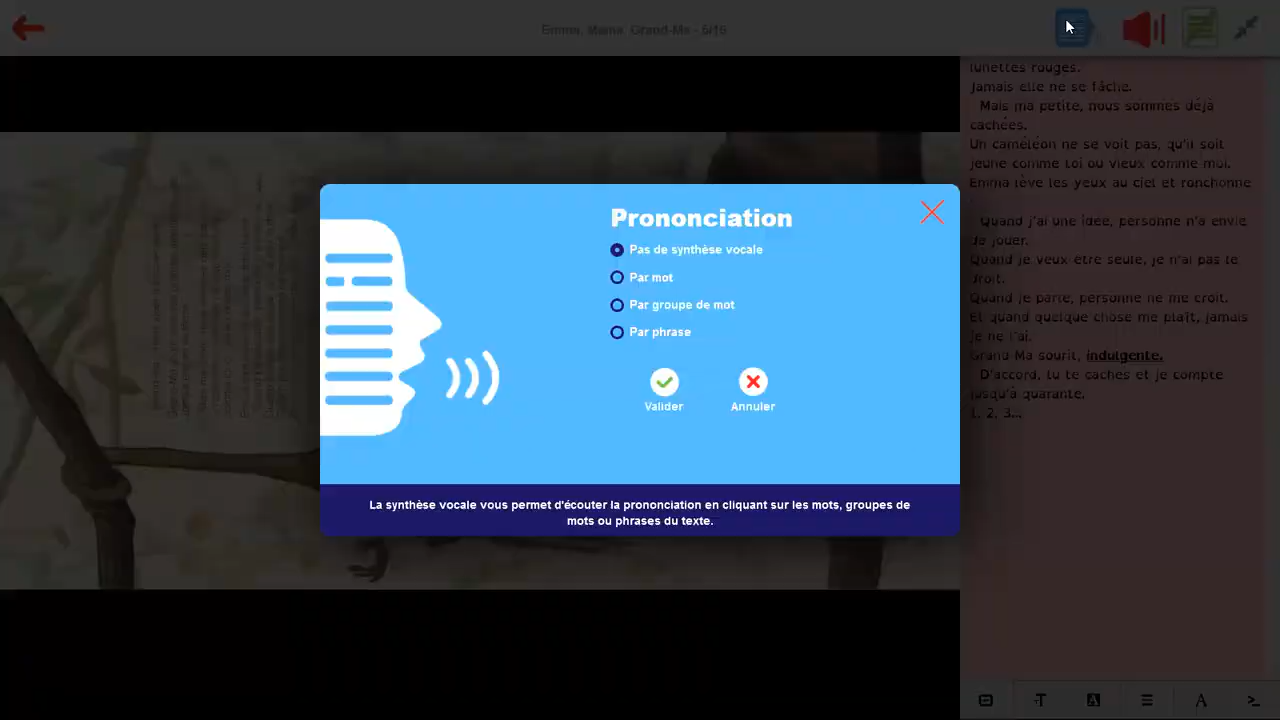 Emma, Mama, Grand-Ma - 5/15
lunettes rouges.
Jamais elle ne se fâche.
Mais ma petite, nous sommes déjà
cachées.
Un caméléon ne se voit pas, qu'il soit
jeune comme toi ou vieux comme moi.
Emma lève les yeux au ciel et ronchonne
Quand j'ai une idée, personne n'a envie
de jouer.
Quand je veux être seule, je n'ai pas le
droit.
Quand je parle, personne ne me croit.
Et quand quelque chose me plaît, jamais
je ne l'ai.
Grand Ma sourit, indulgente.
D'accord, tu te caches et je compte
jusqu'à quarante.
1, 2, 3...
Prononciation
Pas de synthèse vocale
Par mot
Par groupe de mot
Par phrase
Valider
Annuler
La synthèse vocale vous permet d'écouter la prononciation en cliquant sur les mots, groupes de
mots ou phrases du texte.